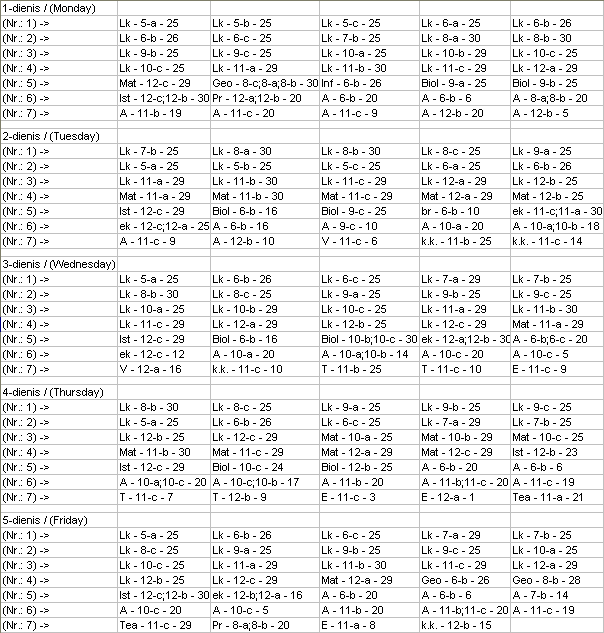 1-dienis / (Monday)
(Nr.: 1) -> Lk - 5-a - 25 Lk - 5-b - 25 Lk - 5-c - 25 Lk - 6-a - 25 Lk - 6-b - 26
(Nr.: 2) -> Lk - 6-b - 26 Lk - 6-c - 25 Lk - 7-b - 25 Lk - 8-a - 30 Lk - 8-b - 30
(Nr.: 3) -> Lk - 9-b - 25 Lk - 9-c - 25 Lk - 10-a - 25 Lk - 10-b - 29 Lk - 10-c - 25
(Nr.: 4) -> Lk - 10-c - 25 Lk - 11-a - 29 Lk - 11-b - 30 Lk - 11-c - 29 Lk - 12-a - 29
(Nr.: 5) -> Mat - 12-c - 29 Geo - 8-c;8-a;8-b - 30 Inf - 6-b - 26 Biol - 9-a - 25 Biol - 9-b - 25
(Nr.: 6) -> Ist - 12-c;12-b - 30 Pr - 12-a;12-b - 20 A - 6-b - 20 A - 6-b - 6 A - 8-a;8-b - 20
(Nr.: 7) -> A - 11-b - 19 A - 11-c - 20 A - 11-c - 9 A - 12-b - 20 A - 12-b - 5
2-dienis / (Tuesday)
(Nr.: 1) -> Lk - 7-b - 25 Lk - 8-a - 30 Lk - 8-b - 30 Lk - 8-c - 25 Lk - 9-a - 25
(Nr.: 2) -> Lk - 5-a - 25 Lk - 5-b - 25 Lk - 5-c - 25 Lk - 6-a - 25 Lk - 6-b - 26
(Nr.: 3) -> Lk - 11-a - 29 Lk - 11-b - 30 Lk - 11-c - 29 Lk - 12-a - 29 Lk - 12-b - 25
(Nr.: 4) -> Mat - 11-a - 29 Mat - 11-b - 30 Mat - 11-c - 29 Mat - 12-a - 29 Mat - 12-b - 25
(Nr.: 5) -> Ist - 12-c - 29 Biol - 6-b - 16 Biol - 9-c - 25 br - 6-b - 10 ek - 11-c;11-a - 30
(Nr.: 6) -> ek - 12-c;12-a - 25 A - 6-b - 16 A - 9-c - 10 A - 10-a - 20 A - 10-a;10-b - 18
(Nr.: 7) -> A - 11-c - 9 A - 12-b - 10 V - 11-c - 6 k.k. - 11-b - 25 k.k. - 11-c - 14
3-dienis / (Wednesday)
(Nr.: 1) -> Lk - 5-a - 25 Lk - 6-b - 26 Lk - 6-c - 25 Lk - 7-a - 29 Lk - 7-b - 25
(Nr.: 2) -> Lk - 8-b - 30 Lk - 8-c - 25 Lk - 9-a - 25 Lk - 9-b - 25 Lk - 9-c - 25
(Nr.: 3) -> Lk - 10-a - 25 Lk - 10-b - 29 Lk - 10-c - 25 Lk - 11-a - 29 Lk - 11-b - 30
(Nr.: 4) -> Lk - 11-c - 29 Lk - 12-a - 29 Lk - 12-b - 25 Lk - 12-c - 29 Mat - 11-a - 29
(Nr.: 5) -> Ist - 12-c - 29 Biol - 6-b - 16 Biol - 10-b;10-c - 30 ek - 12-a;12-b - 30 A - 6-b;6-c - 20
(Nr.: 6) -> ek - 12-c - 12 A - 10-a - 20 A - 10-a;10-b - 14 A - 10-c - 20 A - 10-c - 5
(Nr.: 7) -> V - 12-a - 16 k.k. - 11-c - 10 T - 11-b - 25 T - 11-c - 10 E - 11-c - 9
4-dienis / (Thursday)
(Nr.: 1) -> Lk - 8-b - 30 Lk - 8-c - 25 Lk - 9-a - 25 Lk - 9-b - 25 Lk - 9-c - 25
(Nr.: 2) -> Lk - 5-a - 25 Lk - 6-b - 26 Lk - 6-c - 25 Lk - 7-a - 29 Lk - 7-b - 25
(Nr.: 3) -> Lk - 12-b - 25 Lk - 12-c - 29 Mat - 10-a - 25 Mat - 10-b - 29 Mat - 10-c - 25
(Nr.: 4) -> Mat - 11-b - 30 Mat - 11-c - 29 Mat - 12-a - 29 Mat - 12-c - 29 Ist - 12-b - 23
(Nr.: 5) -> Ist - 12-c - 29 Biol - 10-c - 24 Biol - 12-b - 25 A - 6-b - 20 A - 6-b - 6
(Nr.: 6) -> A - 10-a;10-c - 20 A - 10-c;10-b - 17 A - 11-b - 20 A - 11-b;11-c - 20 A - 11-c - 19
(Nr.: 7) -> T - 11-c - 7 T - 12-b - 9 E - 11-c - 3 E - 12-a - 1 Tea - 11-a - 21
5-dienis / (Friday)
(Nr.: 1) -> Lk - 5-a - 25 Lk - 6-b - 26 Lk - 6-c - 25 Lk - 7-a - 29 Lk - 7-b - 25
(Nr.: 2) -> Lk - 8-c - 25 Lk - 9-a - 25 Lk - 9-b - 25 Lk - 9-c - 25 Lk - 10-a - 25
(Nr.: 3) -> Lk - 10-c - 25 Lk - 11-a - 29 Lk - 11-b - 30 Lk - 11-c - 29 Lk - 12-a - 29
(Nr.: 4) -> Lk - 12-b - 25 Lk - 12-c - 29 Mat - 12-a - 29 Geo - 6-b - 26 Geo - 8-b - 28
(Nr.: 5) -> Ist - 12-c;12-b - 30 ek - 12-b;12-a - 16 A - 6-b - 20 A - 6-b - 6 A - 7-b - 14
(Nr.: 6) -> A - 10-c - 20 A - 10-c - 5 A - 11-b - 20 A - 11-b;11-c - 20 A - 11-c - 19
(Nr.: 7) -> Tea - 11-c - 29 Pr - 8-a;8-b - 20 E - 11-a - 8 k.k. - 12-b - 15